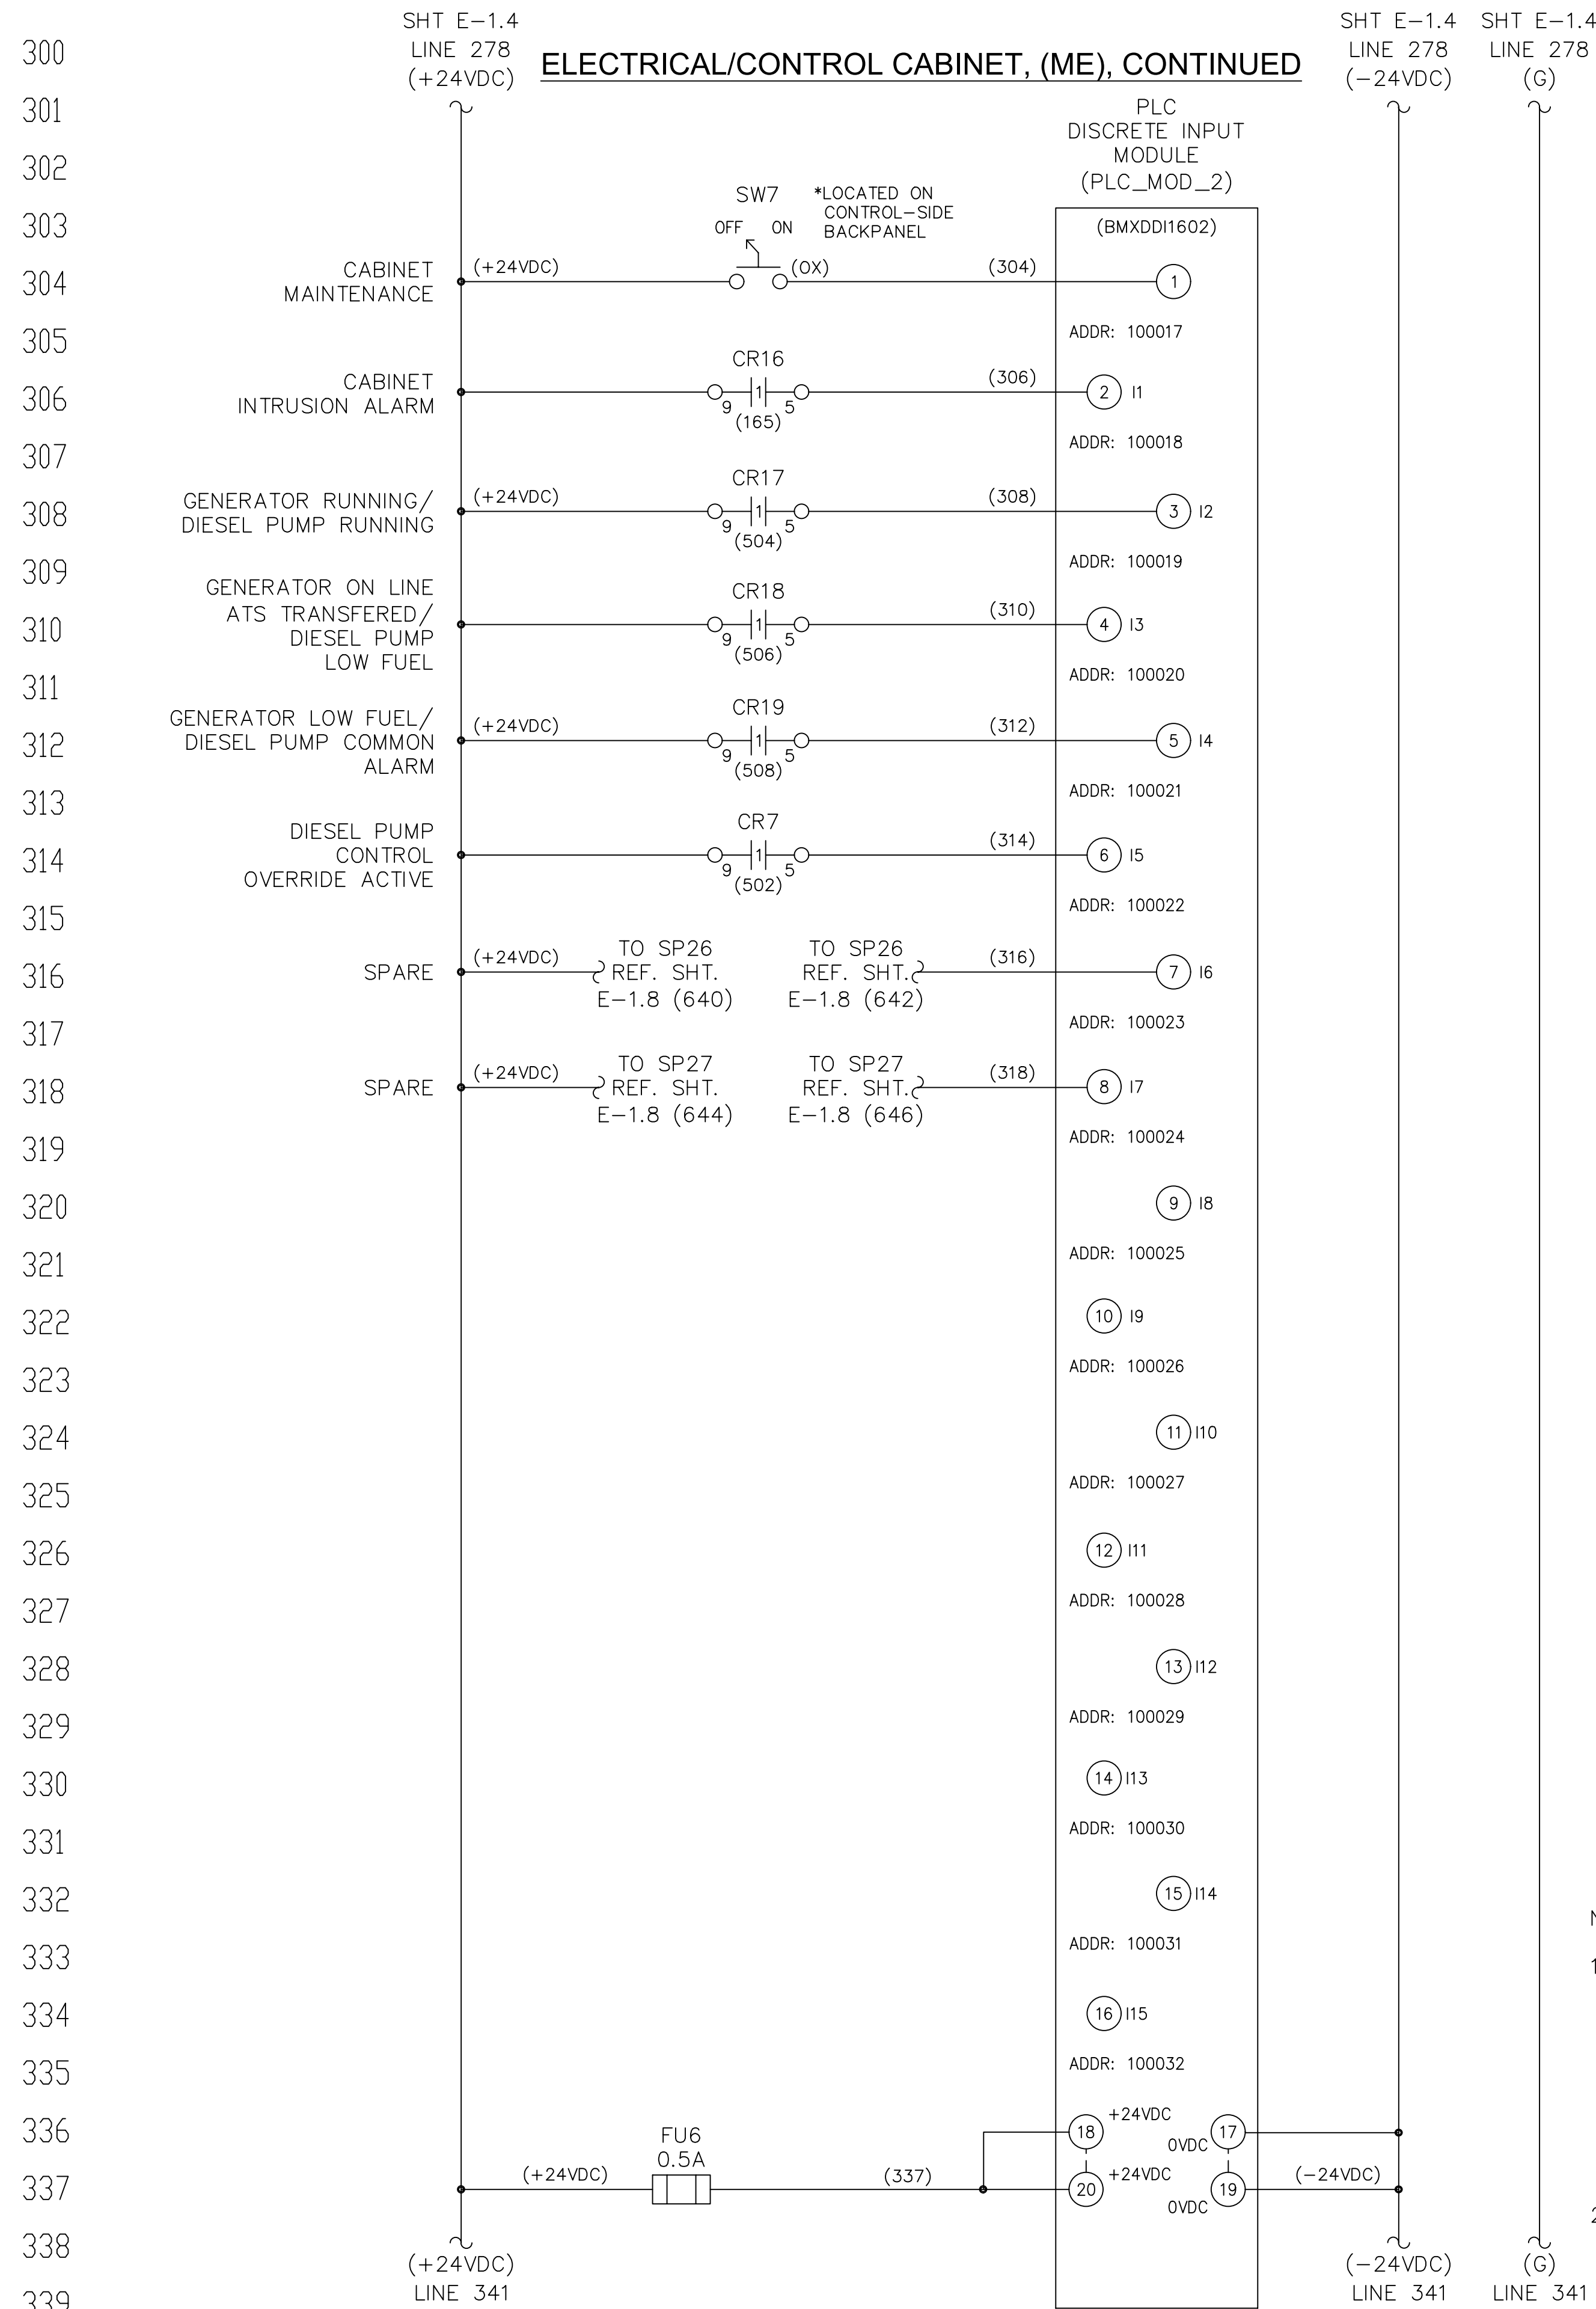 SHT E-1.4
LINE 278
(+24VDC)
ELECTRICAL/CONTROL CABINET, (ME), CONTINUED
SHT E-1.4
LINE 278
(-24VDC)
SHT E-1.4
LINE 278
(G)
300
301
PLC
DISCRETE INPUT
MODULE
(PLC_MOD_2)
302
303
SW7
OFF ON
*LOCATED ON
CONTROL-SIDE
BACKPANEL
(BMXDDI1602)
304
CABINET
MAINTENANCE
(+24VDC)
(OX)
(304)
1
305
ADDR: 100017
306
CABINET
INTRUSION ALARM
CR16
9 1 5
(165)
(306)
2 I1
307
ADDR: 100018
308
GENERATOR RUNNING/
DIESEL PUMP RUNNING
(+24VDC)
CR17
9 1 5
(504)
(308)
3 I2
309
ADDR: 100019
310
GENERATOR ON LINE
ATS TRANSFERED/
DIESEL PUMP
LOW FUEL
CR18
9 1 5
(506)
(310)
4 I3
311
ADDR: 100020
312
GENERATOR LOW FUEL/
DIESEL PUMP COMMON
ALARM
(+24VDC)
CR19
9 1 5
(508)
(312)
5 I4
313
ADDR: 100021
314
DIESEL PUMP
CONTROL
OVERRIDE ACTIVE
CR7
9 1 5
(502)
(314)
6 I5
315
ADDR: 100022
316
SPARE
(+24VDC)
TO SP26
REF. SHT.
E-1.8 (640)
TO SP26
REF. SHT.
E-1.8 (642)
(316)
7 I6
317
ADDR: 100023
318
SPARE
(+24VDC)
TO SP27
REF. SHT.
E-1.8 (644)
TO SP27
REF. SHT.
E-1.8 (646)
(318)
8 I7
319
ADDR: 100024
320
9 I8
321
ADDR: 100025
322
10 I9
323
ADDR: 100026
324
11 I10
325
ADDR: 100027
326
12 I11
327
ADDR: 100028
328
13 I12
329
ADDR: 100029
330
14 I13
331
ADDR: 100030
332
15 I14
333
ADDR: 100031
334
16 I15
335
ADDR: 100032
336
18 +24VDC
0VDC 17
337
(+24VDC)
FU6
0.5A
(337)
20 +24VDC
0VDC 19
(-24VDC)
338
339
(+24VDC)
LINE 341
(-24VDC)
LINE 341
(G)
LINE 341